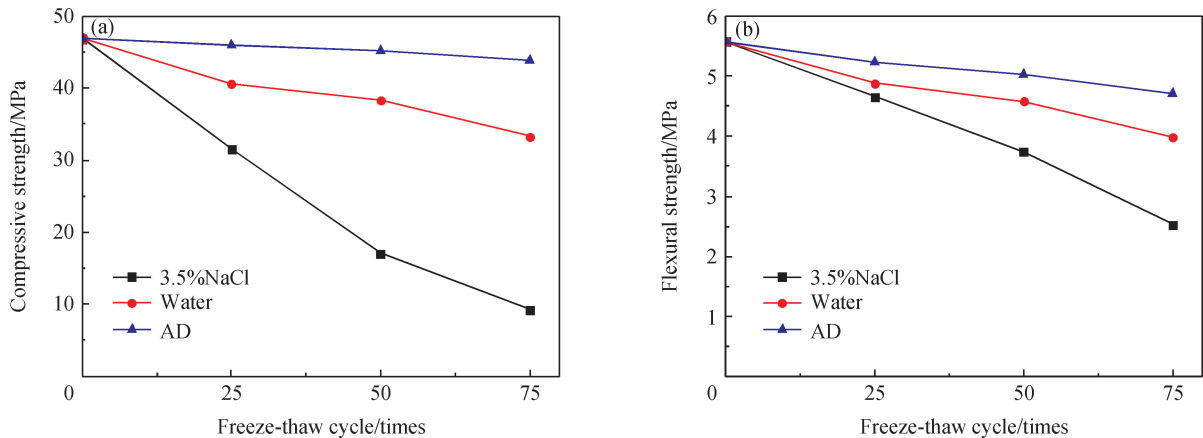 (a)
Compressive strength/MPa
50
40
30
20
10
0
25
50
75
3.5%NaCl
Water
AD
Freeze-thaw cycle/times
(b)
Flexural strength/MPa
6
5
4
3
2
1
0
25
50
75
3.5%NaCl
Water
AD
Freeze-thaw cycle/times